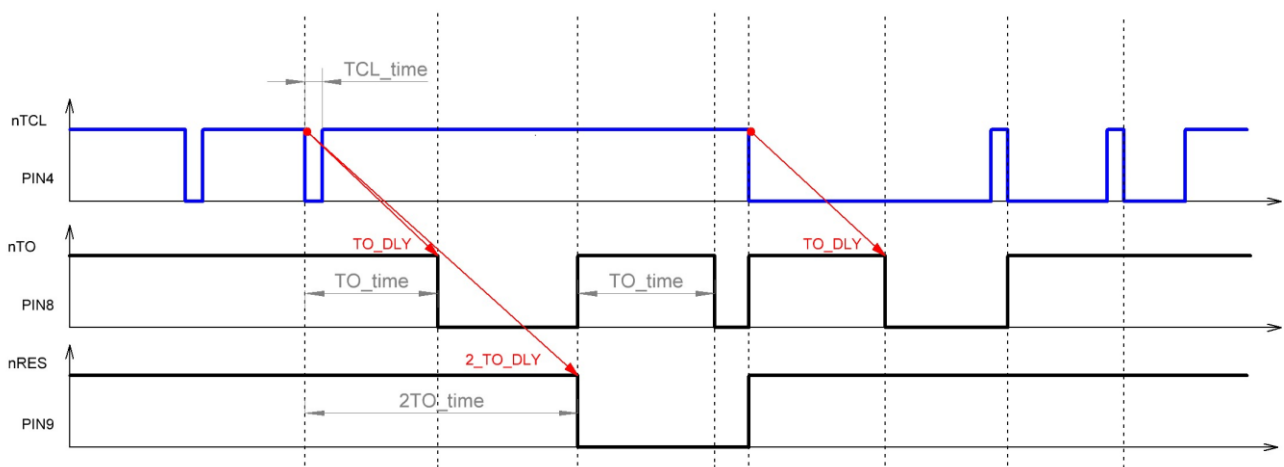 TCL_time
nTCL
PIN4
nTO
TO_DLY
TO_DLY
TO_time
TO_time
PIN8
nRES
2_TO_DLY
2TO_time
PIN9